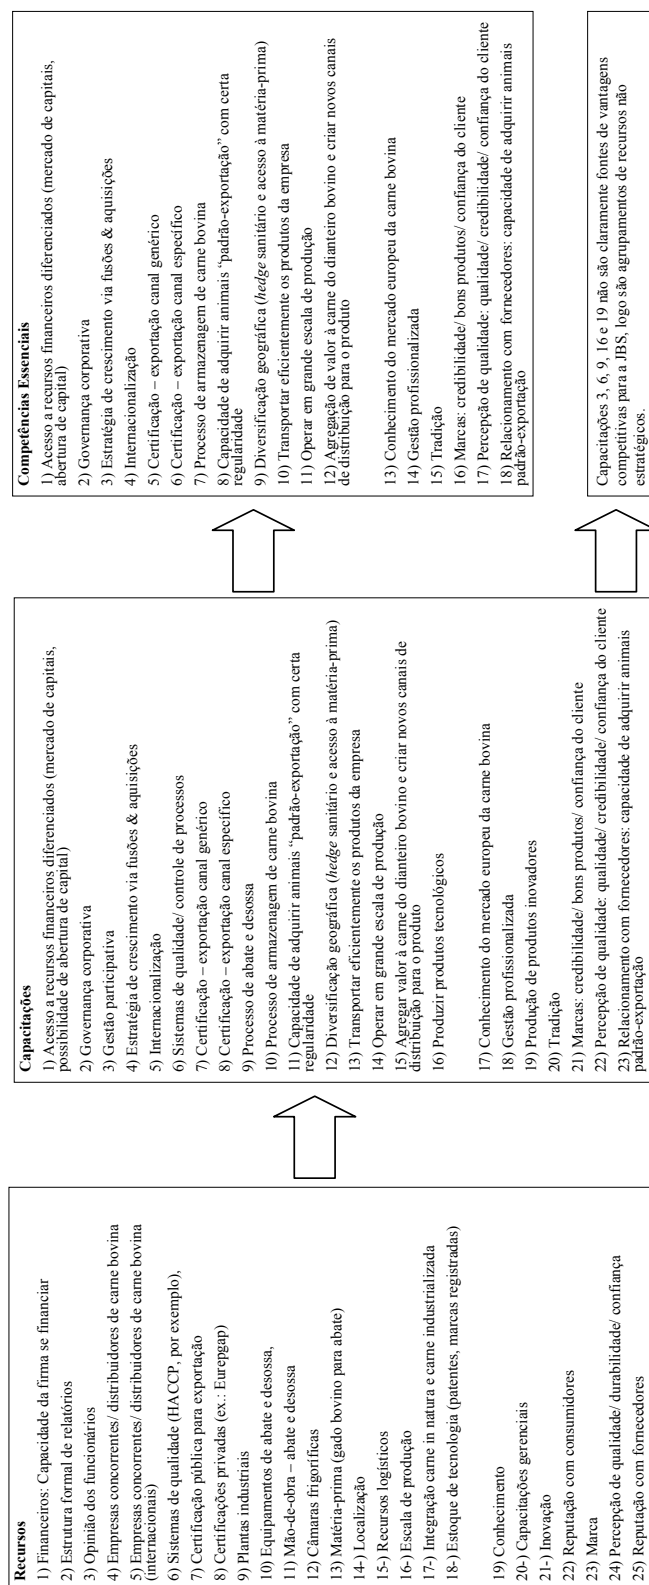 Recursos
1) Financeiros: Capacidade da firma se financiar
2) Estrutura formal de relatórios
3) Opinião dos funcionários
4) Empresas concorrentes/ distribuidores de carne bovina
5) Empresas concorrentes/ distribuidores de carne bovina
(internacionais)
6) Sistemas de qualidade (HACCP, por exemplo),
7) Certificação pública para exportação
8) Certificações privadas (ex.: Eurepgap)
9) Plantas industriais
10) Equipamentos de abate e desossa,
11) Mão-de-obra – abate e desossa
12) Câmaras frigoríficas
13) Matéria-prima (gado bovino para abate)
14-) Localização
15-) Recursos logísticos
16-) Escala de produção
17-) Integração carne in natura e carne industrializada
18-) Estoque de tecnologia (patentes, marcas registradas)
19) Conhecimento
20-) Capacitações gerenciais
21-) Inovação
22) Reputação com consumidores
23) Marca
24) Percepção de qualidade/ durabilidade/ confiança
25) Reputação com fornecedores
Capacitações
1) Acesso a recursos financeiros diferenciados (mercado de capitais,
possibilidade de abertura de capital)
2) Governança corporativa
3) Gestão participativa
4) Estratégia de crescimento via fusões & aquisições
5) Internacionalização
6) Sistemas de qualidade/ controle de processos
7) Certificação – exportação canal genérico
8) Certificação – exportação canal específico
9) Processo de abate e desossa
10) Processo de armazenagem de carne bovina
11) Capacidade de adquirir animais “padrão-exportação” com certa
regularidade
12) Diversificação geográfica (hedge sanitário e acesso à matéria-prima)
13) Transportar eficientemente os produtos da empresa
14) Operar em grande escala de produção
15) Agregar valor à carne do dianteiro bovino e criar novos canais de
distribuição para o produto
16) Produzir produtos tecnológicos
17) Conhecimento do mercado europeu da carne bovina
18) Gestão profissionalizada
19) Produção de produtos inovadores
20) Tradição
21) Marcas: credibilidade/ bons produtos/ confiança do cliente
22) Percepção de qualidade: qualidade/ credibilidade/ confiança do cliente
23) Relacionamento com fornecedores: capacidade de adquirir animais
padrão-exportação
Competências Essenciais
1) Acesso a recursos financeiros diferenciados (mercado de capitais,
abertura de capital)
2) Governança corporativa
3) Estratégia de crescimento via fusões & aquisições
4) Internacionalização
5) Certificação – exportação canal genérico
6) Certificação – exportação canal específico
7) Processo de armazenagem de carne bovina
8) Capacidade de adquirir animais “padrão-exportação” com certa
regularidade
9) Diversificação geográfica (hedge sanitário e acesso à matéria-prima)
10) Transportar eficientemente os produtos da empresa
11) Operar em grande escala de produção
12) Agregação de valor à carne do dianteiro bovino e criar novos canais
de distribuição para o produto
13) Conhecimento do mercado europeu da carne bovina
14) Gestão profissionalizada
15) Tradição
16) Marcas: credibilidade/ bons produtos/ confiança do cliente
17) Percepção de qualidade: qualidade/ credibilidade/ confiança do cliente
18) Relacionamento com fornecedores: capacidade de adquirir animais
padrão-exportação
Capacitações 3, 6, 9, 16 e 19 não são claramente fontes de vantagens
competitivas para a JBS, logo são agrupamentos de recursos não
estratégicos.